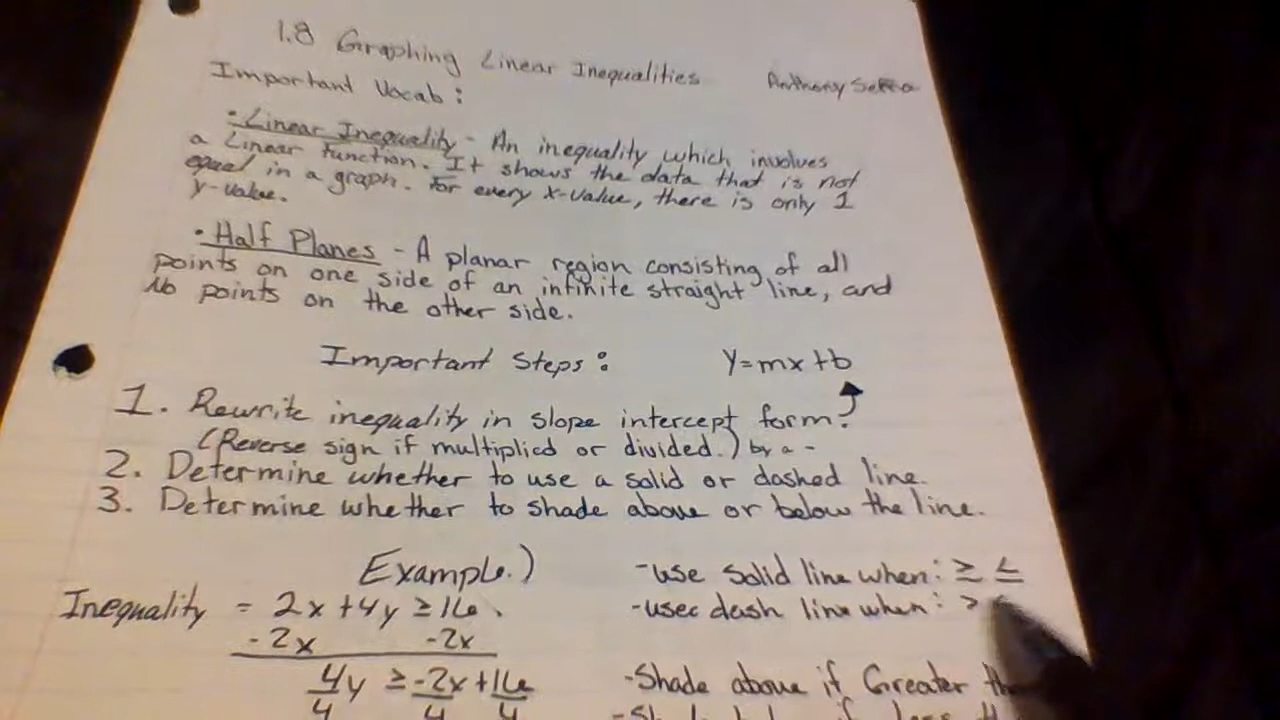 1.8 Graphing Linear Inequalities Anthony
Important Vocab:
• Linear Inequality - An inequality which involves
a Linear function. It shows the data that is not
equal in a graph. For every x-value, there is only 1
y-value.
• Half Planes - A planar region consisting of all
points on one side of an infinite straight line, and
No points on the other side.
Important Steps: y=mx+b
1. Rewrite inequality in slope intercept form.
(Reverse sign if multiplied or divided.) by a -
2. Determine whether to use a solid or dashed line.
3. Determine whether to shade above or below the line.
Example.) -use solid line when: ≥ ≤
Inequality = 2x+4y ≥ 16. -usec dash line when: >
-2x -2x
4y ≥ -2x + 16 -Shade above if Greater
4 4 4